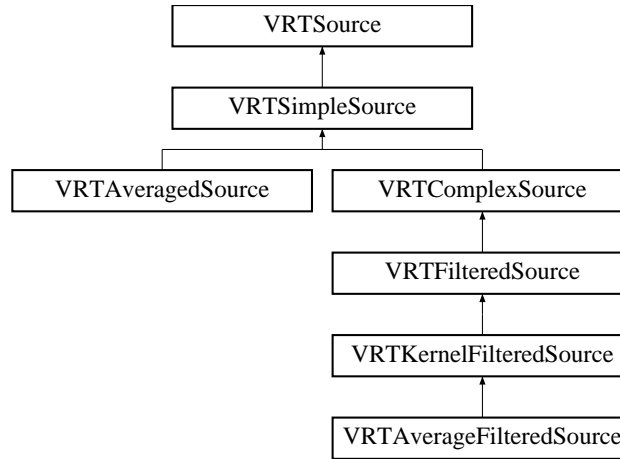 VRTSource
VRTSimpleSource
VRTAveragedSource
VRTComplexSource
VRTFilteredSource
VRTKernelFilteredSource
VRTAverageFilteredSource